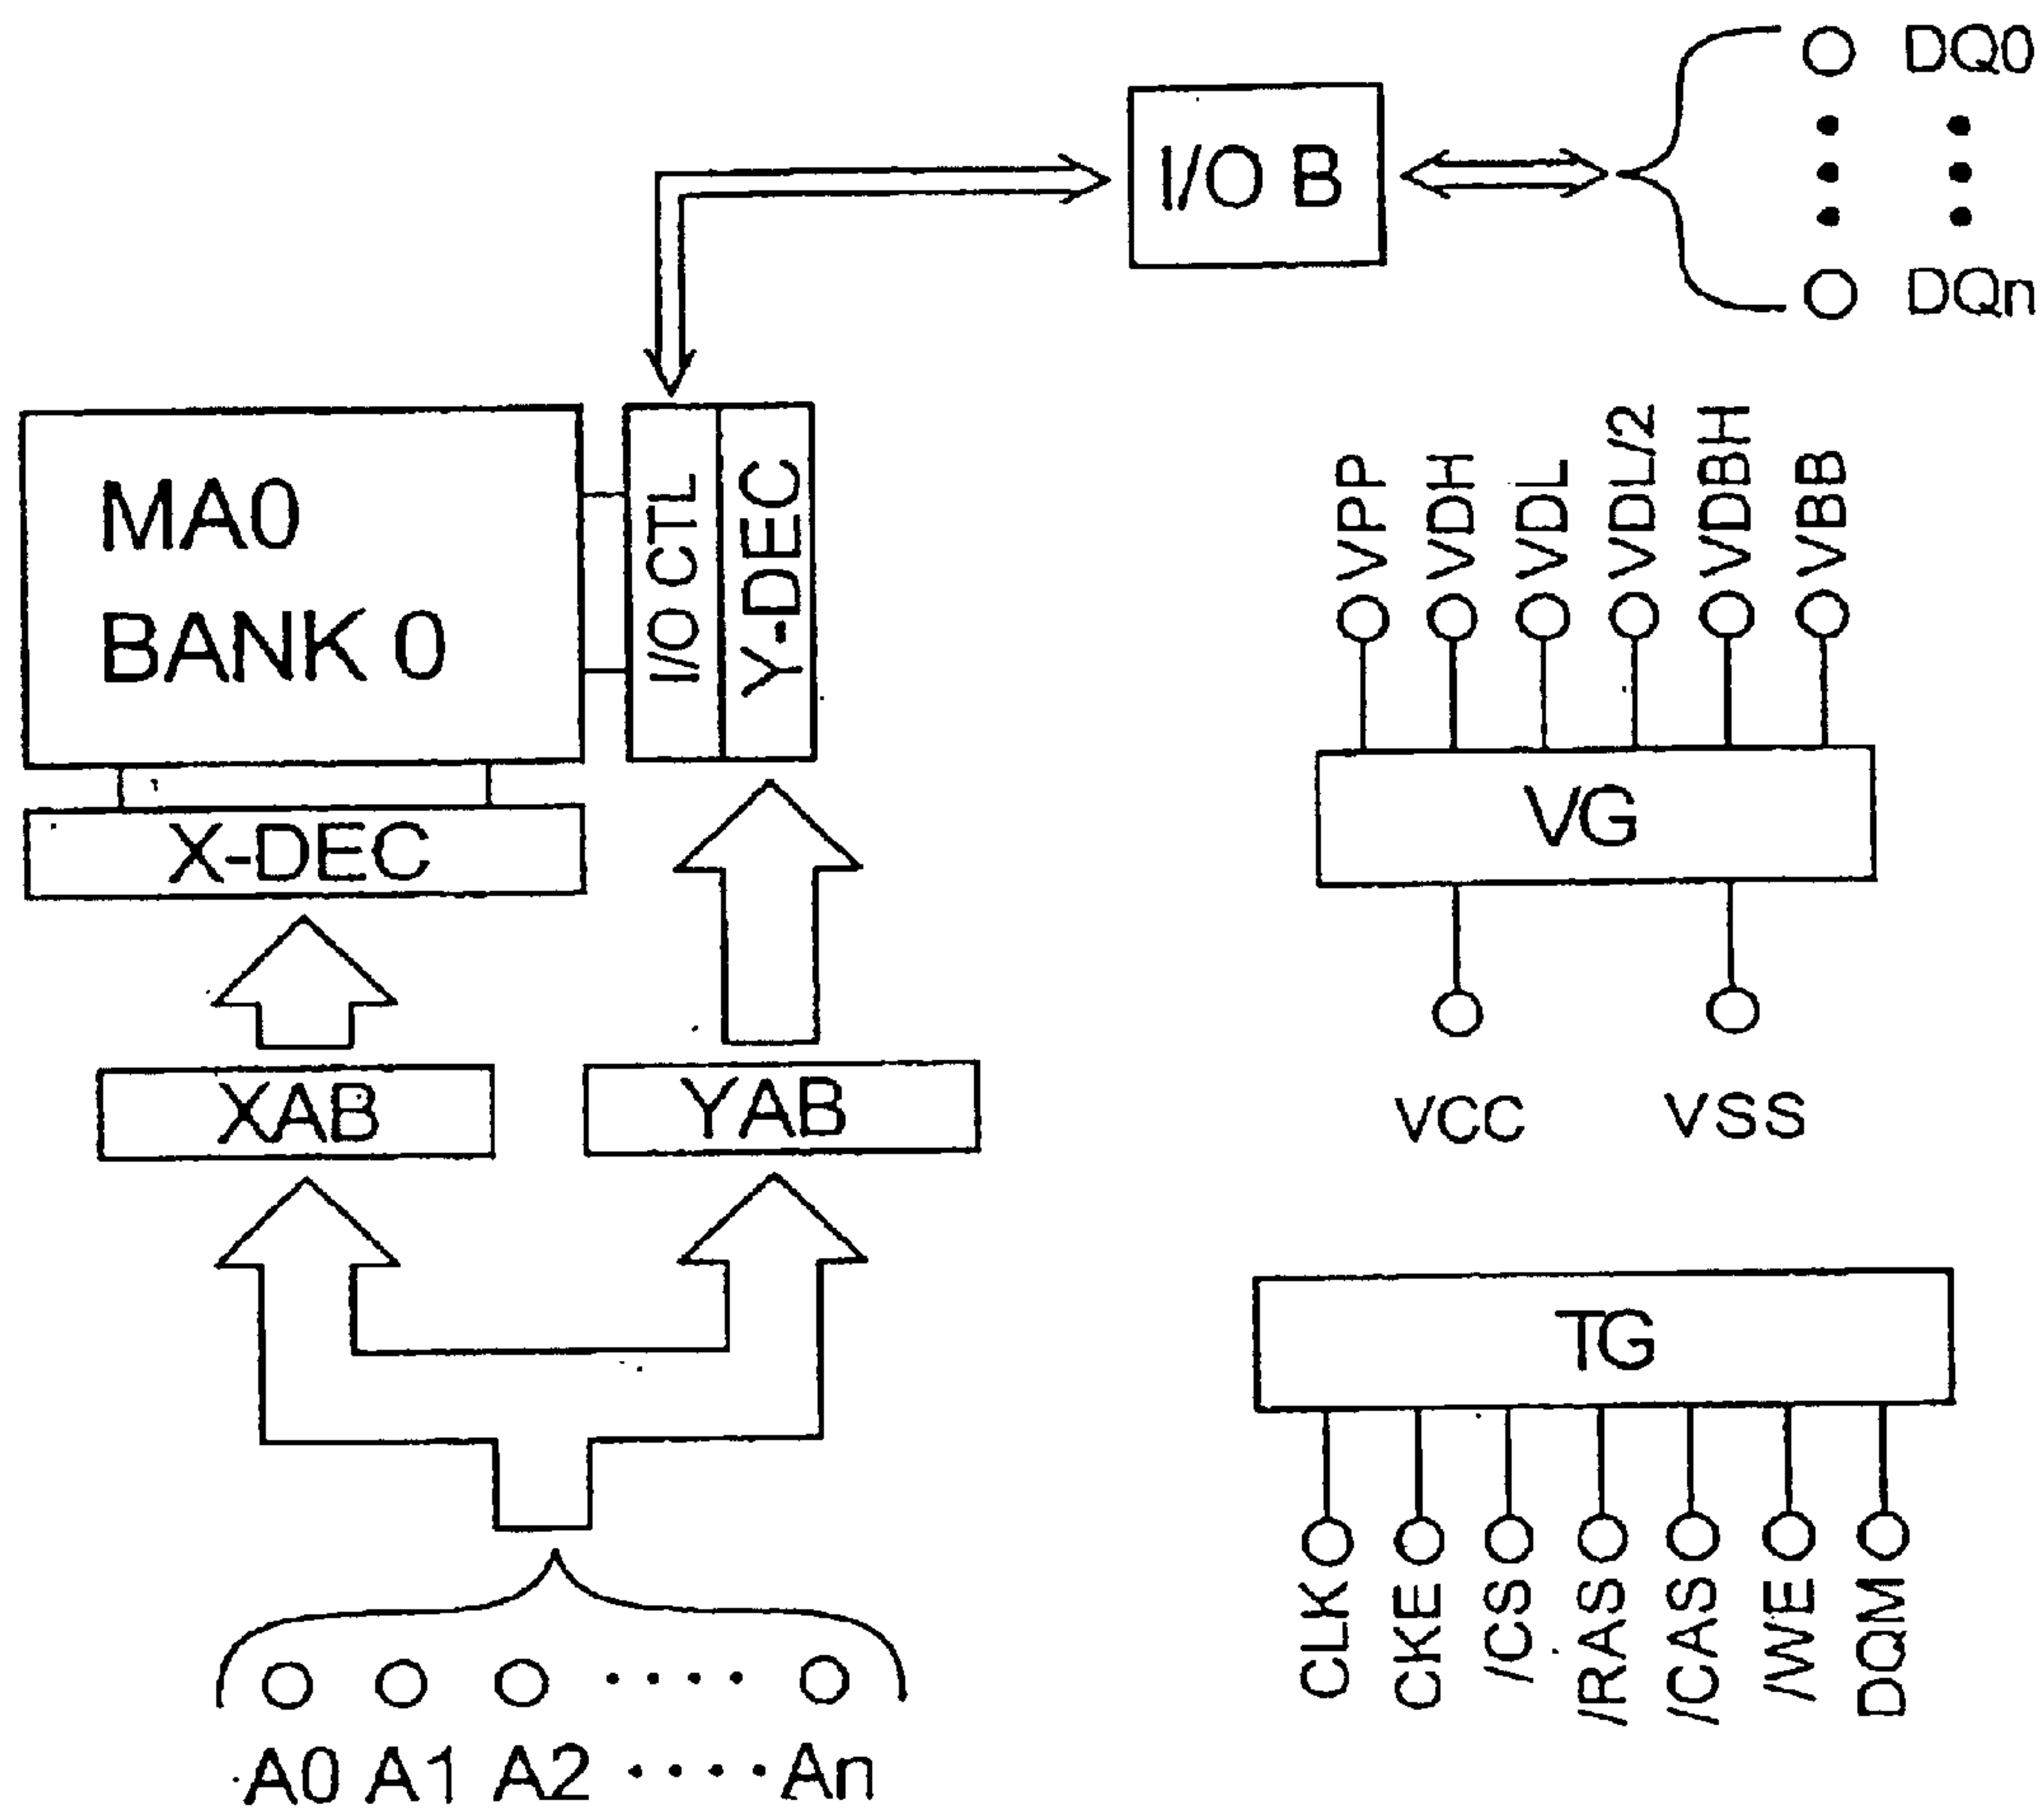 DQ0
I/O B
DQn
MA0
BANK 0
I/O CTL
Y-DEC
X-DEC
VPP
VDH
VDL
VDL/2
VDBH
VBB
VG
VCC
VSS
XAB
YAB
TG
CLK
CKE
/CS
/RAS
/CAS
/WE
DQM
A0 A1 A2 · · · · An